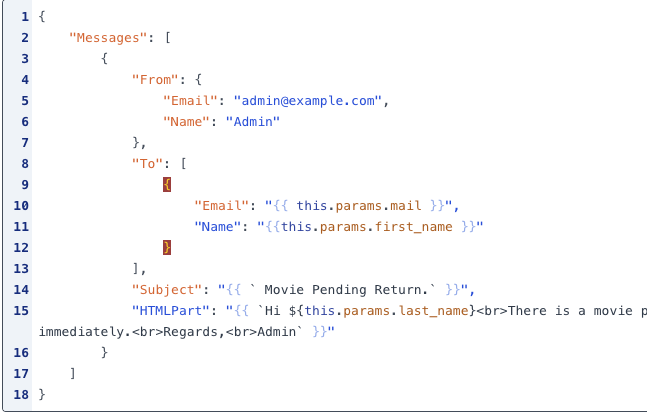 1 {
2     "Messages": [
3         {
4             "From": {
5                 "Email": "admin@example.com",
6                 "Name": "Admin"
7             },
8             "To": [
9                 {
10                     "Email": "{{ this.params.mail }}",
11                     "Name": "{{this.params.first_name }}"
12                 }
13             ],
14             "Subject": "{{ ` Movie Pending Return.` }}",
15             "HTMLPart": "{{ `Hi ${this.params.last_name}<br>There is a movie p
immediately.<br>Regards,<br>Admin` }}"
16         }
17     ]
18 }